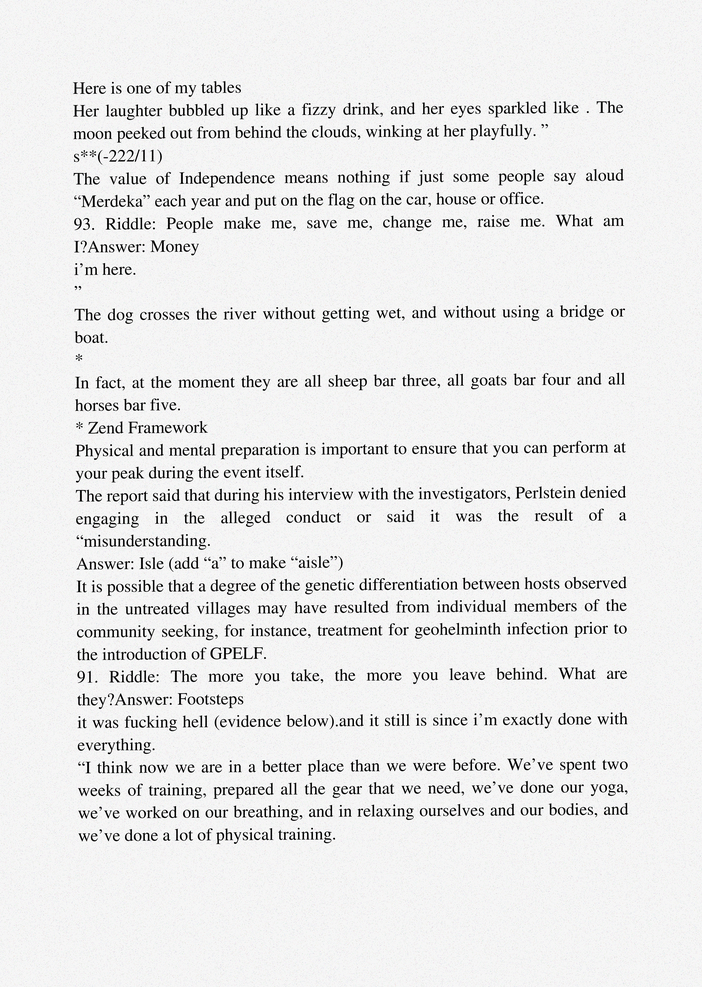 Here is one of my tables
Her laughter bubbled up like a fizzy drink, and her eyes sparkled like . The
moon peeked out from behind the clouds, winking at her playfully. ”
s**(-222/11)
The value of Independence means nothing if just some people say aloud
“Merdeka” each year and put on the flag on the car, house or office.
93. Riddle: People make me, save me, change me, raise me. What am
I?Answer: Money
i’m here.
”
The dog crosses the river without getting wet, and without using a bridge or
boat.
*
In fact, at the moment they are all sheep bar three, all goats bar four and all
horses bar five.
* Zend Framework
Physical and mental preparation is important to ensure that you can perform at
your peak during the event itself.
The report said that during his interview with the investigators, Perlstein denied
engaging in the alleged conduct or said it was the result of a
“misunderstanding.
Answer: Isle (add “a” to make “aisle”)
It is possible that a degree of the genetic differentiation between hosts observed
in the untreated villages may have resulted from individual members of the
community seeking, for instance, treatment for geohelminth infection prior to
the introduction of GPELF.
91. Riddle: The more you take, the more you leave behind. What are
they?Answer: Footsteps
it was fucking hell (evidence below).and it still is since i’m exactly done with
everything.
“I think now we are in a better place than we were before. We’ve spent two
weeks of training, prepared all the gear that we need, we’ve done our yoga,
we’ve worked on our breathing, and in relaxing ourselves and our bodies, and
we’ve done a lot of physical training.